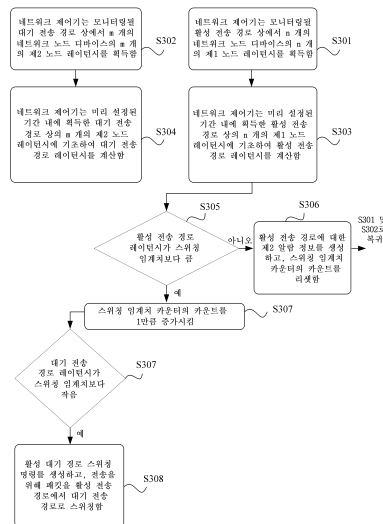 네트워크 제어기는 모니터링될
대기 전송 경로 상에서 m 개의
네트워크 노드 디바이스의 m 개
의 제2 노드 레이턴시를 획득함
S302
네트워크 제어기는 모니터링될
활성 전송 경로 상에서 n 개의
네트워크 노드 디바이스의 n 개
의 제1 노드 레이턴시를 획득함
S301
네트워크 제어기는 미리 설정된
기간 내에 획득한 대기 전송
경로 상의 m 개의 제2 노드
레이턴시에 기초하여 대기 전송
경로 레이턴시를 계산함
S304
네트워크 제어기는 미리 설정된
기간 내에 획득한 활성 전송
경로 상의 n 개의 제1 노드
레이턴시에 기초하여 활성 전송
경로 레이턴시를 계산함
S303
S305
활성 전송 경로
레이턴시가 스위칭
임계치보다 큼
아니오
S306
활성 전송 경로에 대한
제2 알람 정보를 생성
하고, 스위칭 임계치
카운터의 카운트를
리셋함
S301 및
S302로
복귀
예
스위칭 임계치 카운터의 카운트를
1만큼 증가시킴
S307
대기 전송
경로 레이턴시가
스위칭 임계치보다
작음
S307
예
활성 대기 경로 스위칭
명령을 생성하고, 전송을
위해 패킷을 활성 전송
경로에서 대기 전송
경로로 스위칭함
S308